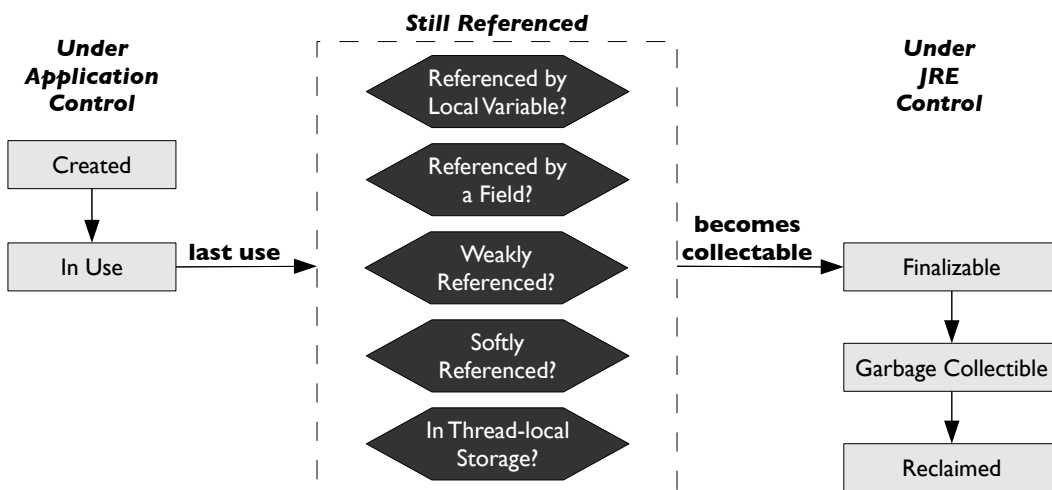 Still Referenced
Under
Application
Control
Created
In Use
last use
Referenced by
Local Variable?
Referenced by
a Field?
Weakly
Referenced?
Softly
Referenced?
In Thread-local
Storage?
becomes
collectable
Under
JRE
Control
Finalizable
Garbage Collectible
Reclaimed